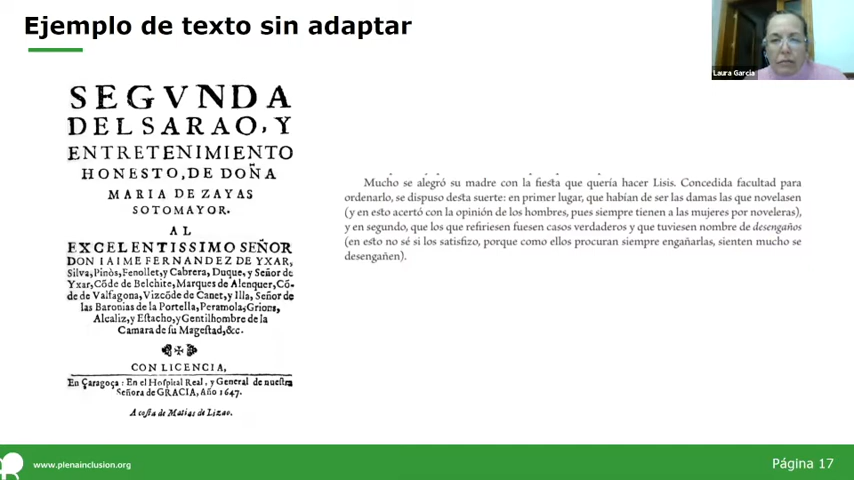 Ejemplo de texto sin adaptar
Laura García
SEGVNDA
DEL SARAO, Y
ENTRETENIMIENTO
HONESTO, DE DOÑA
MARIA DE ZAYAS
SOTOMAYOR.
AL
EXCELENTISSIMO SEÑOR
DON IAIME FERNANDEZ DE YXAR,
Silva, Pinòs, Fenollet, y Cabrera, Duque, y Señor de
Yxar, Cõde de Belchite, Marques de Alenquer, Cõ-
de de Valfagona, Vizcõde de Canet, y Illa, Señor de
las Baronias de la Portella, Peramola, Grions,
Alcaliz, y Estacho, y Gentilhombre de la
Camara de su Magestad, &c.
CON LICENCIA,
En Çaragoça: En el Hospital Real, y General de nuestra
Señora de GRACIA, Año 1647.
A costa de Matias de Lizao.
Mucho se alegró su madre con la fiesta que quería hacer Lisis. Concedida facultad para
ordenarlo, se dispuso desta suerte: en primer lugar, que habían de ser las damas las que novelasen
(y en esto acertó con la opinión de los hombres, pues siempre tienen a las mujeres por noveleras),
y en segundo, que los que refiriesen fuesen casos verdaderos y que tuviesen nombre de desengaños
(en esto no sé si los satisfizo, porque como ellos procuran siempre engañarlas, sienten mucho se
desengañen).
www.plenainclusion.org
Página 17